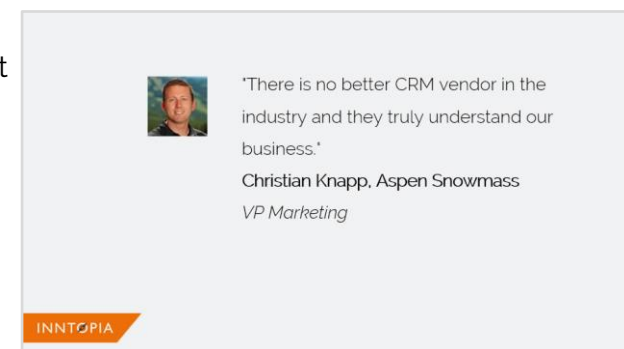 t
"There is no better CRM vendor in the
industry and they truly understand our
business."
Christian Knapp, Aspen Snowmass
VP Marketing
INNTOPIA